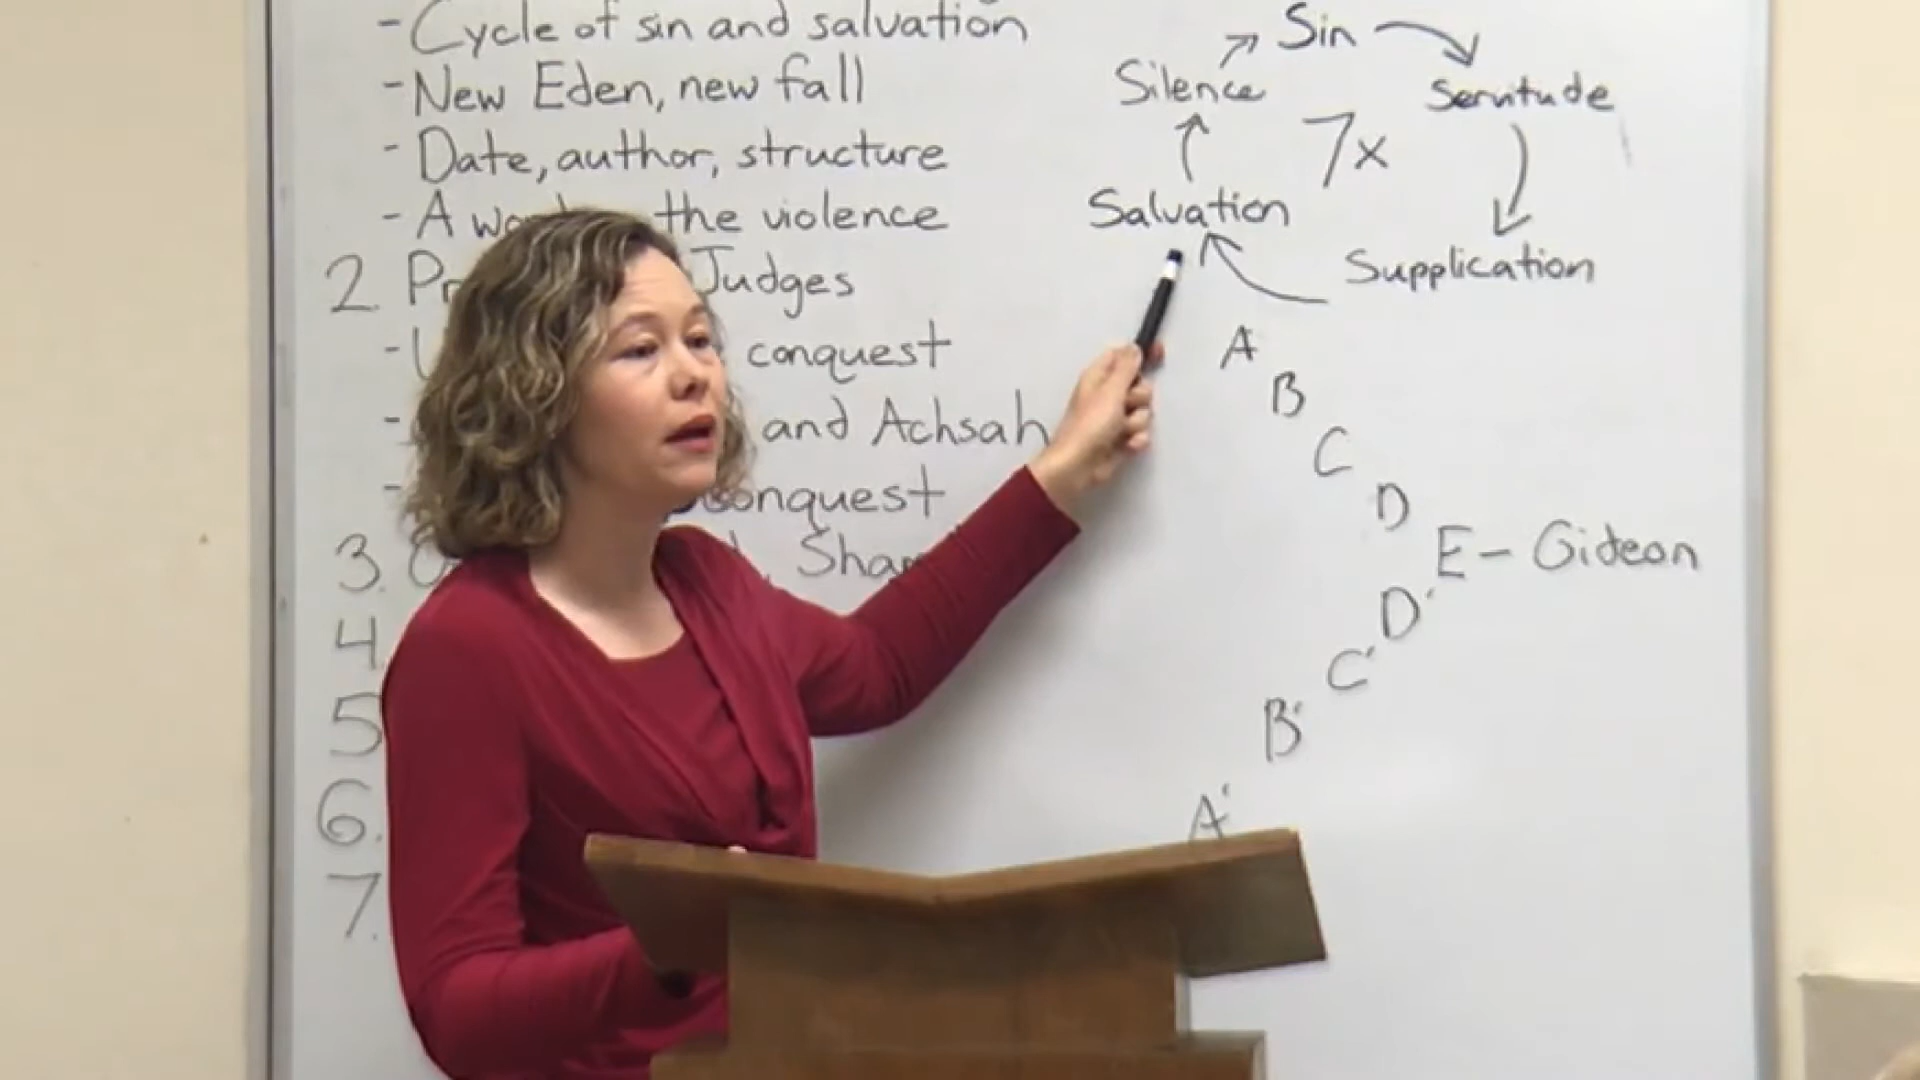 - Cycle of sin and salvation
- New Eden, new fall
- Date, author, structure
- A the violence
2. Judges
- conquest
- and Achsah
- conquest
3.
4.
5
6.
7.
Sin
Silence
Servitude
7x
Salvation
Supplication
A
B
C
D
E - Gideon
D'
C'
B'
A'